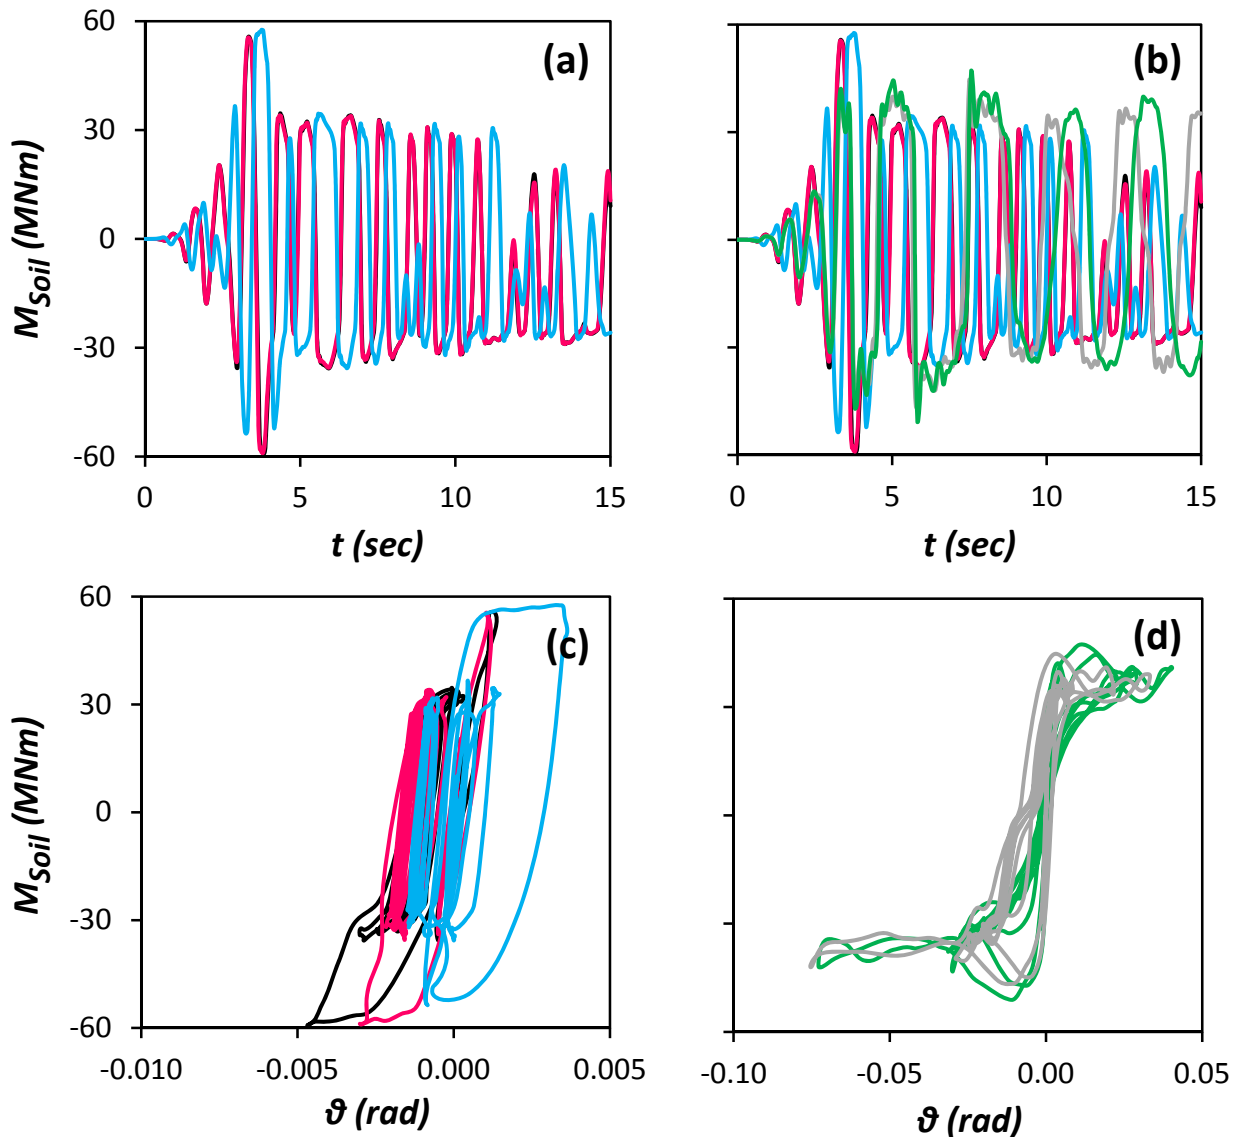 60
30
0
-30
-60
M_Soil (MNm)
(a)
0 5 10 15
t (sec)
(b)
0 5 10 15
t (sec)
60
30
0
-30
-60
M_Soil (MNm)
(c)
-0.010 -0.005 0.000 0.005
ϑ (rad)
(d)
-0.10 -0.05 0.00 0.05
ϑ (rad)